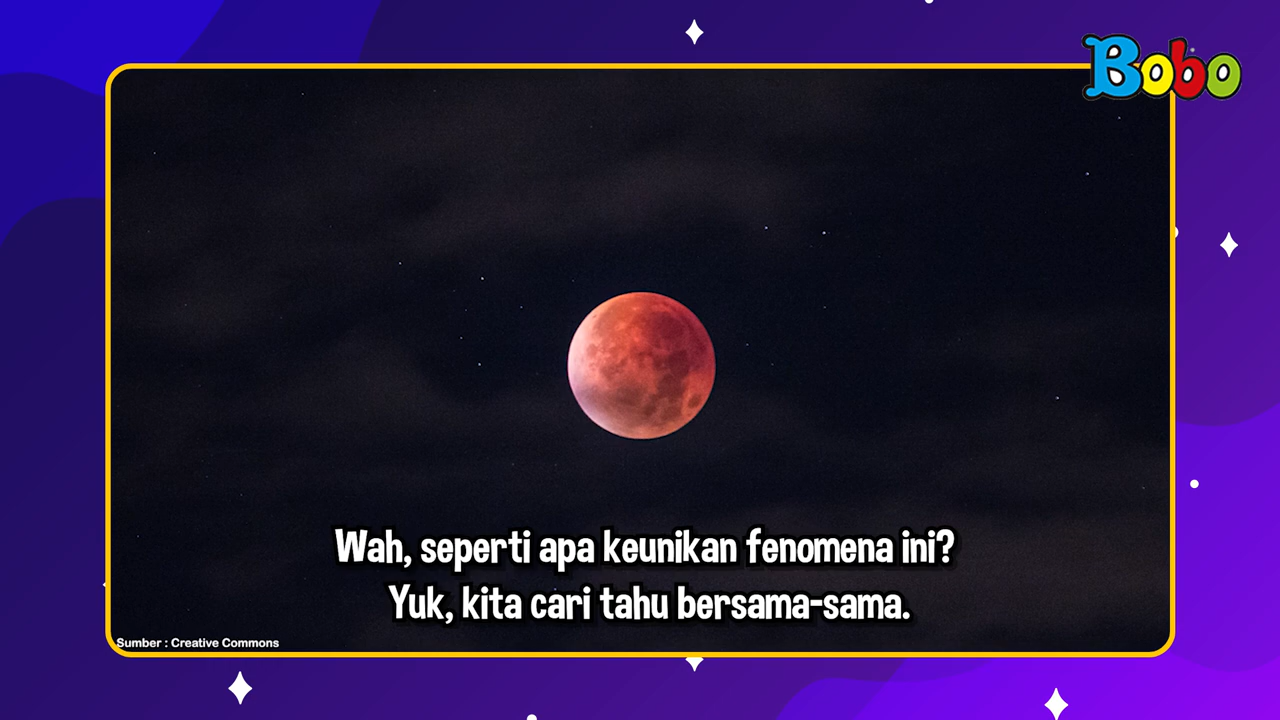 Bobo
Wah, seperti apa keunikan fenomena ini?
Yuk, kita cari tahu bersama-sama.
Sumber : Creative Commons